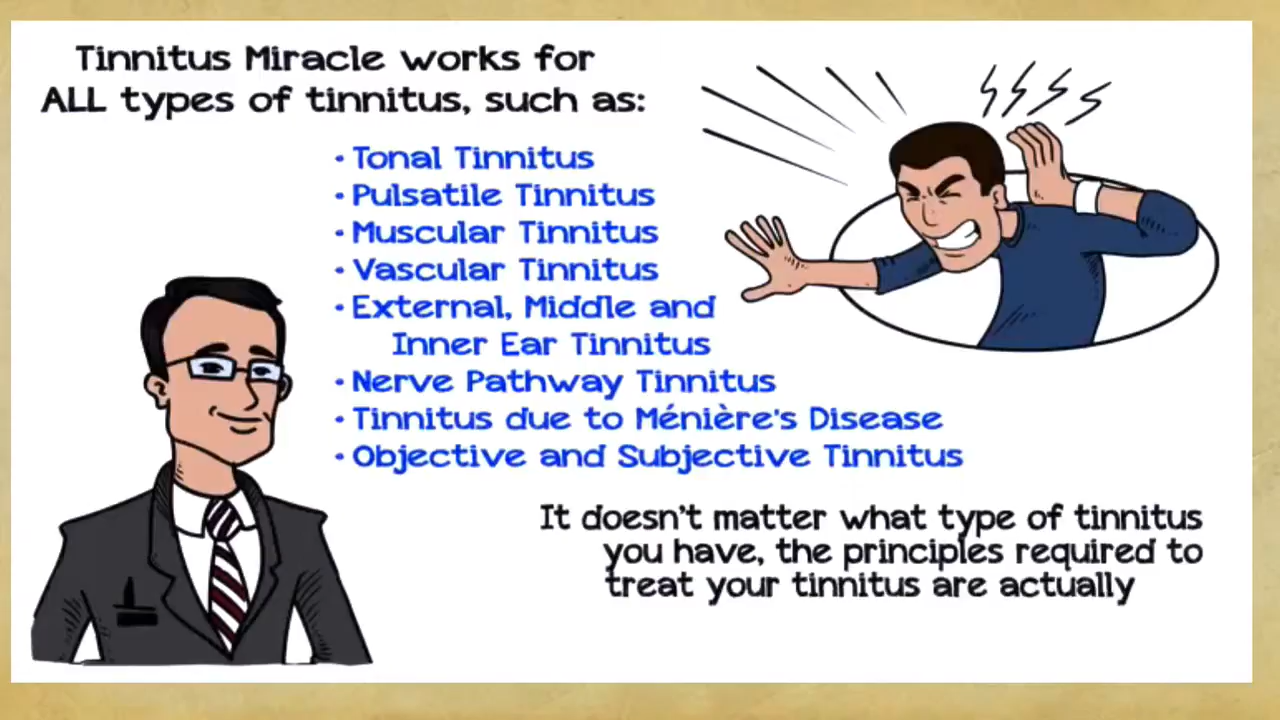 Tinnitus Miracle works for
ALL types of tinnitus, such as:
• Tonal Tinnitus
• Pulsatile Tinnitus
• Muscular Tinnitus
• Vascular Tinnitus
• External, Middle and
Inner Ear Tinnitus
• Nerve Pathway Tinnitus
• Tinnitus due to Ménière's Disease
• Objective and Subjective Tinnitus
It doesn't matter what type of tinnitus
you have, the principles required to
treat your tinnitus are actually